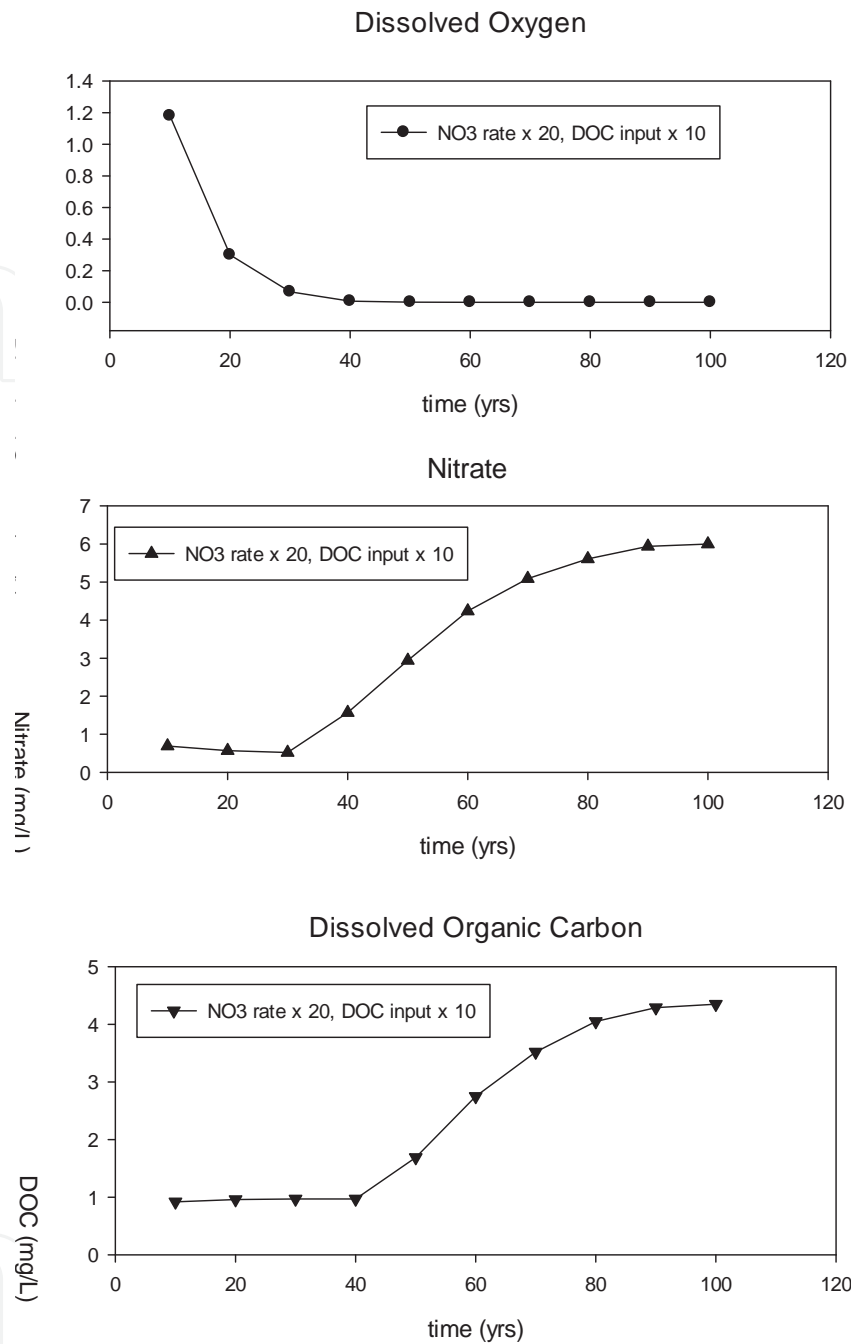 Dissolved Oxygen
1.4
1.2
1.0
0.8
0.6
0.4
0.2
0.0
NO3 rate x 20, DOC input x 10
0 20 40 60 80 100 120
time (yrs)
Nitrate
7
6
5
4
3
2
1
0
NO3 rate x 20, DOC input x 10
0 20 40 60 80 100 120
time (yrs)
Nitrate (mg/L)
Dissolved Organic Carbon
5
4
3
2
1
0
NO3 rate x 20, DOC input x 10
0 20 40 60 80 100 120
time (yrs)
DOC (mg/L)